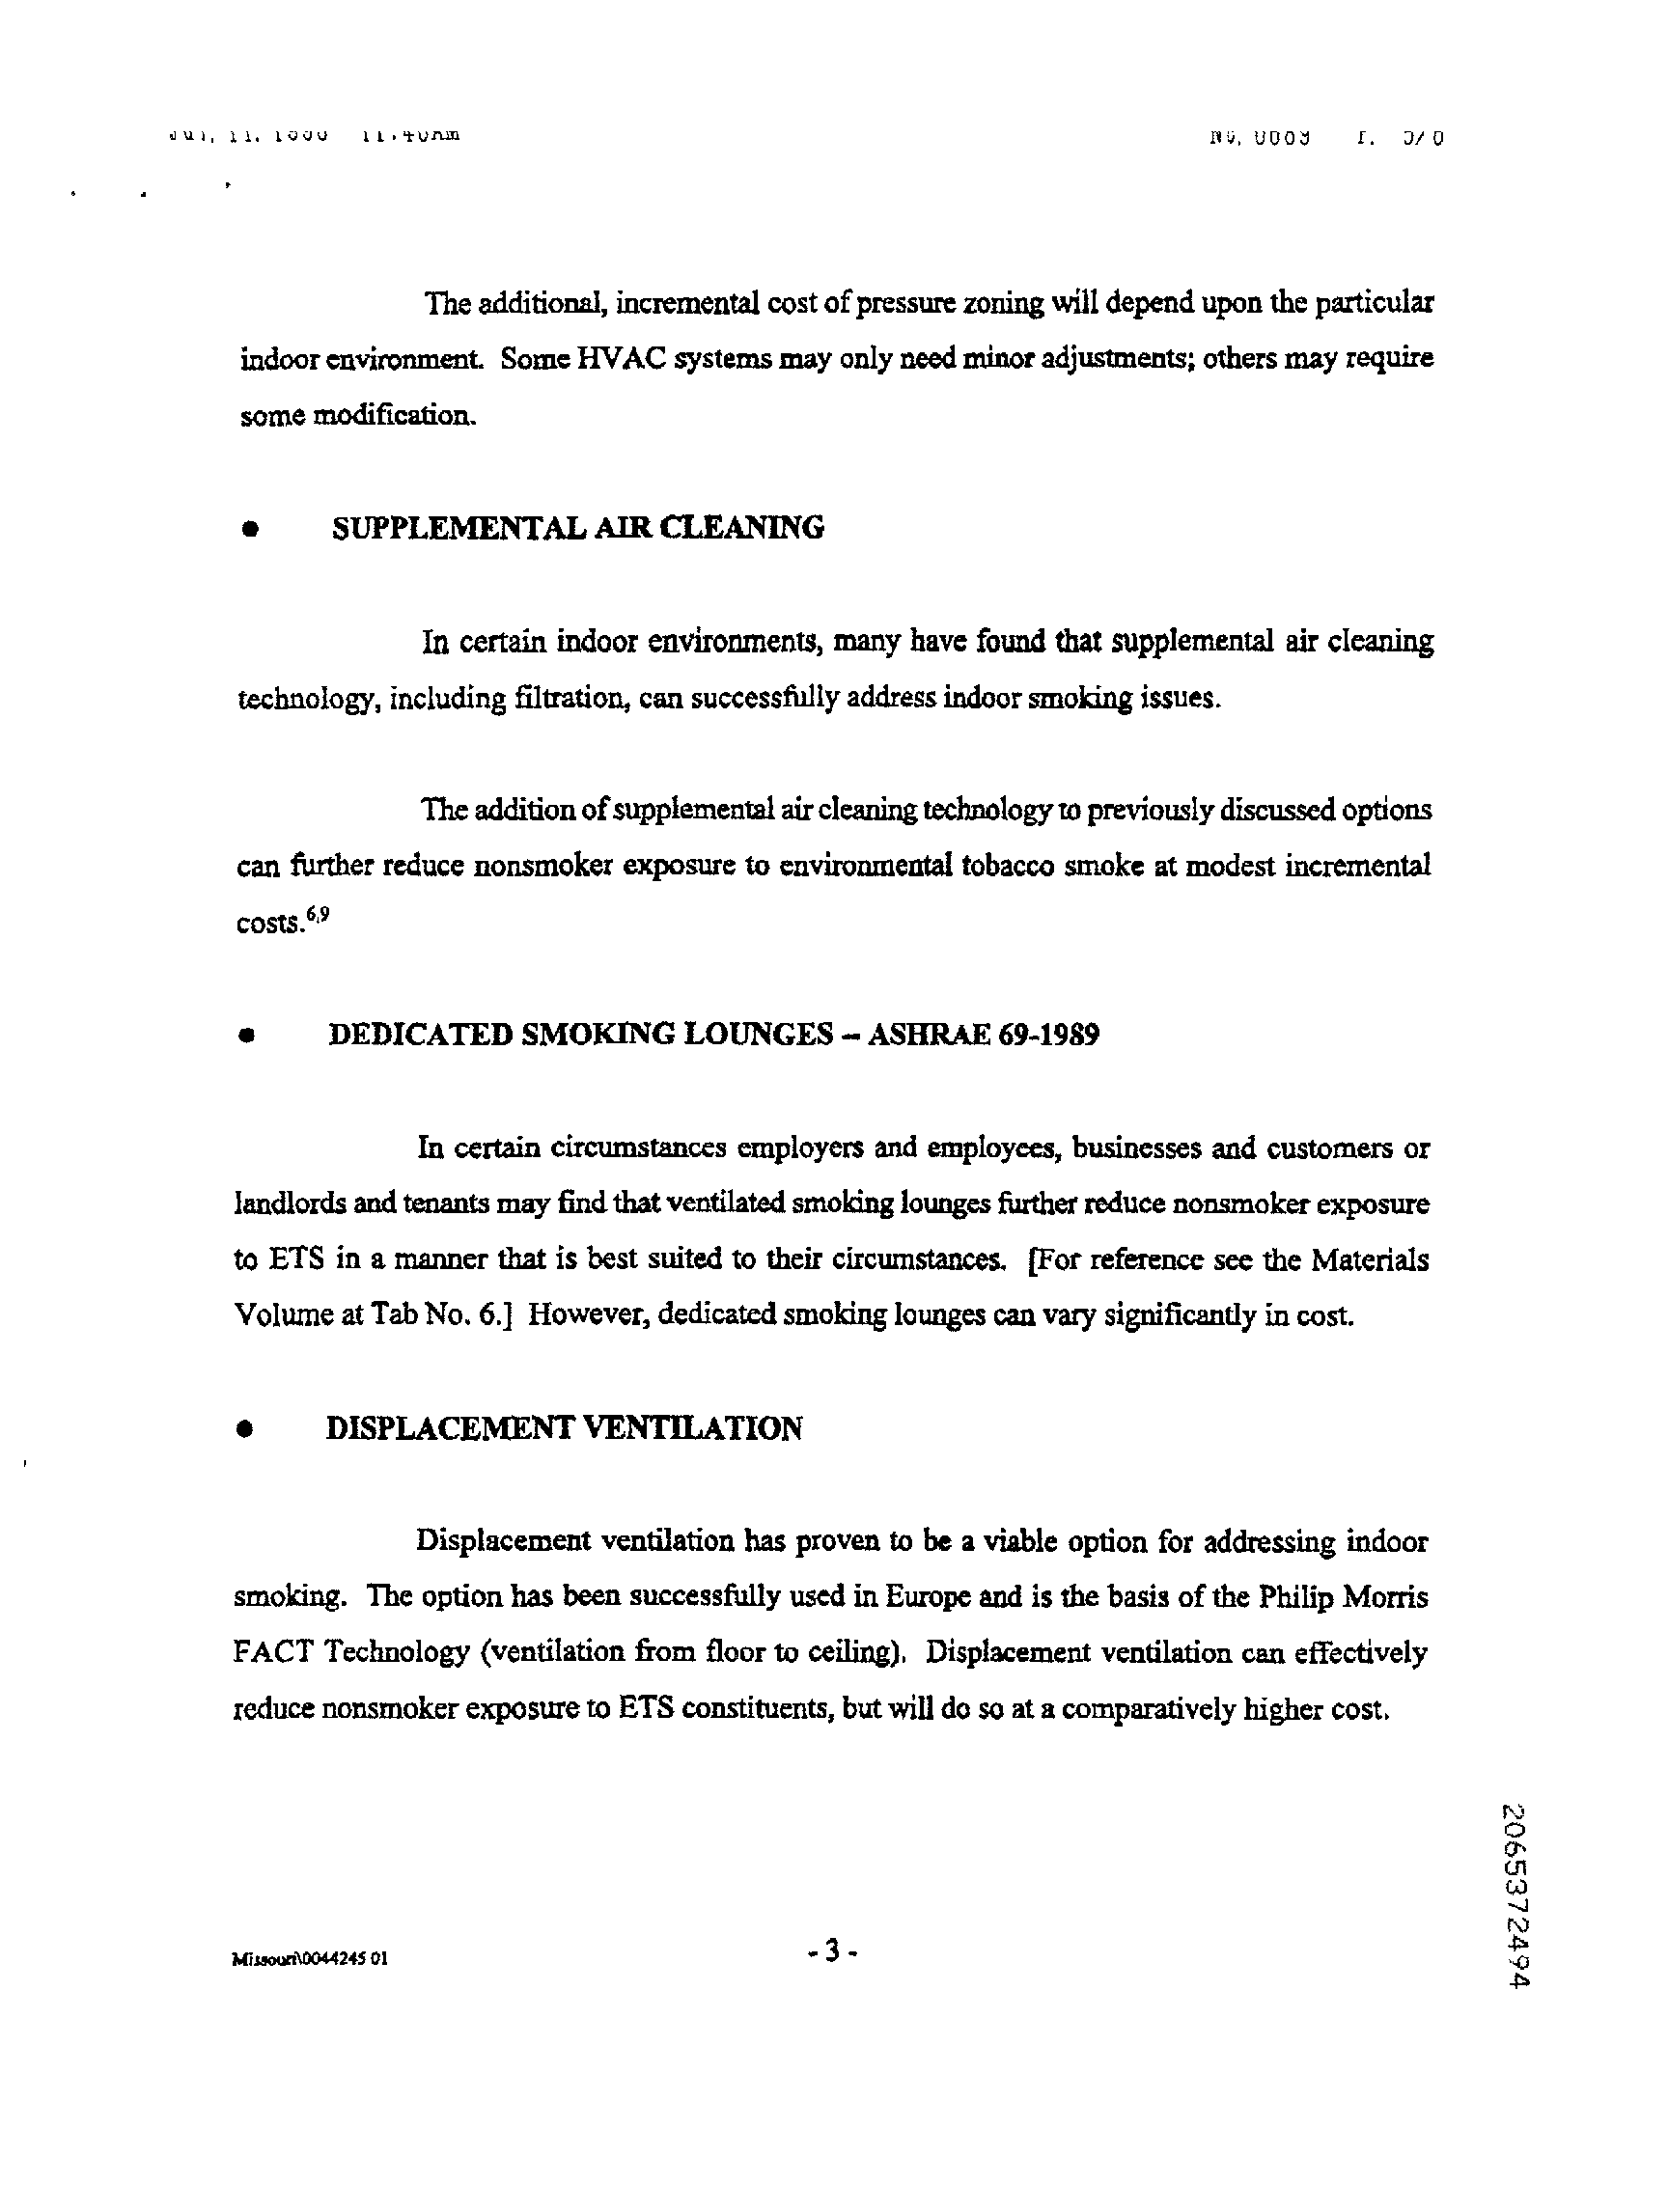 The additional, incremental cost of pressure zoning will depend upon the particular
indoor environment. Some HVAC systems may only need minor adjustments; others may require
some modification.
● SUPPLEMENTAL AIR CLEANING
In certain indoor environments, many have found that supplemental air cleaning
technology, including filtration, can successfully address indoor smoking issues.
The addition of supplemental air cleaning technology to previously discussed options
can further reduce nonsmoker exposure to environmental tobacco smoke at modest incremental
costs.6,9
● DEDICATED SMOKING LOUNGES – ASHRAE 69-1989
In certain circumstances employers and employees, businesses and customers or
landlords and tenants may find that ventilated smoking lounges further reduce nonsmoker exposure
to ETS in a manner that is best suited to their circumstances. [For reference see the Materials
Volume at Tab No. 6.] However, dedicated smoking lounges can vary significantly in cost.
● DISPLACEMENT VENTILATION
Displacement ventilation has proven to be a viable option for addressing indoor
smoking. The option has been successfully used in Europe and is the basis of the Philip Morris
FACT Technology (ventilation from floor to ceiling). Displacement ventilation can effectively
reduce nonsmoker exposure to ETS constituents, but will do so at a comparatively higher cost.
2065372494
Missouri\0044245 01
- 3 -